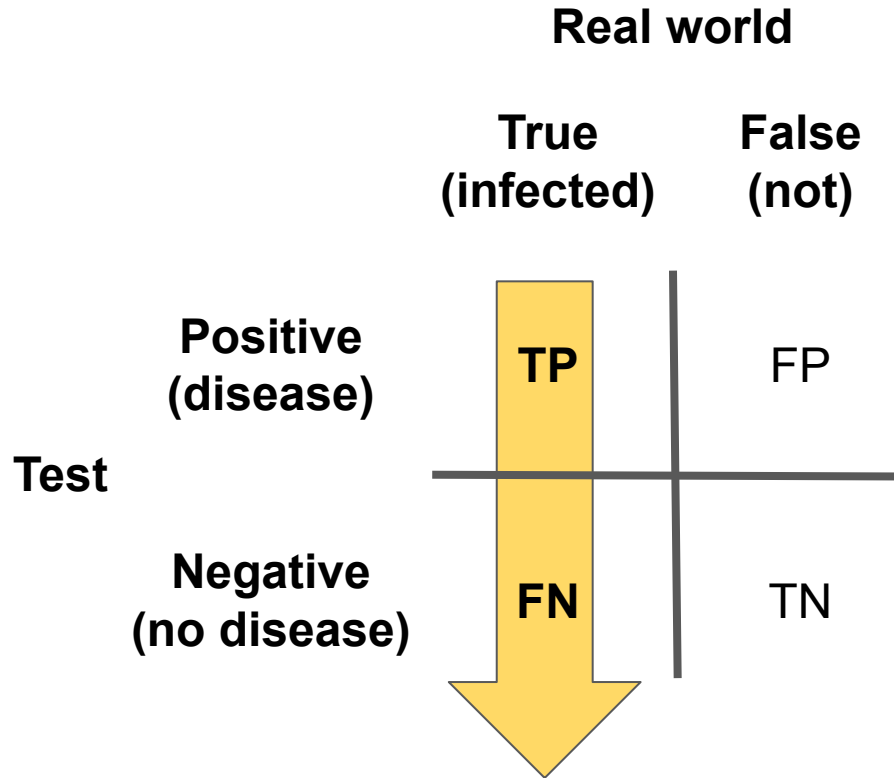 Real world
True
(infected)
False
(not)
Positive
(disease)
TP
FP
Test
Negative
(no disease)
FN
TN